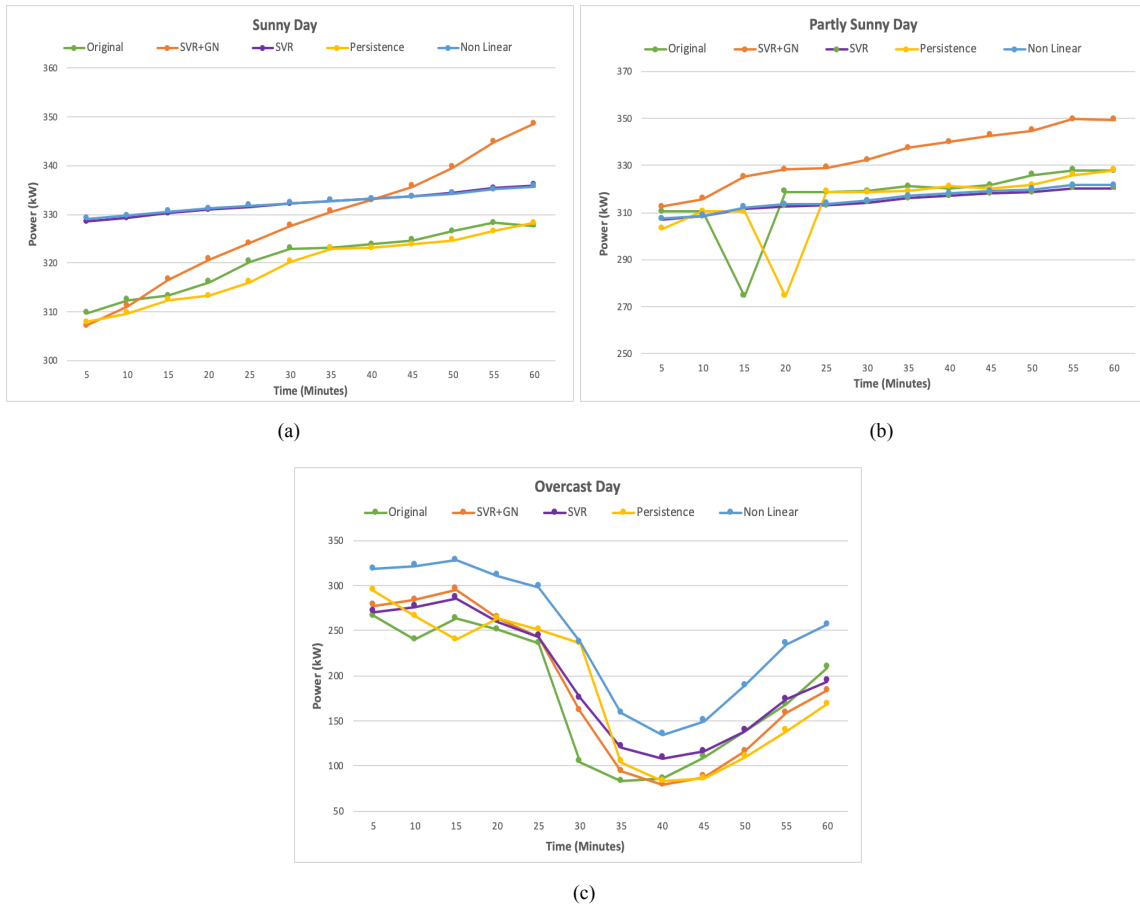 Sunny Day
Original SVR+GN SVR Persistence Non Linear
360
350
340
330
320
310
300
Power (kW)
5 10 15 20 25 30 35 40 45 50 55 60
Time (Minutes)
(a)
Partly Sunny Day
Original SVR+GN SVR Persistence Non Linear
370
350
330
310
290
270
250
Power (kW)
5 10 15 20 25 30 35 40 45 50 55 60
Time (Minutes)
(b)
Overcast Day
Original SVR+GN SVR Persistence Non Linear
350
300
250
200
150
100
50
Power (kW)
5 10 15 20 25 30 35 40 45 50 55 60
Time (Minutes)
(c)